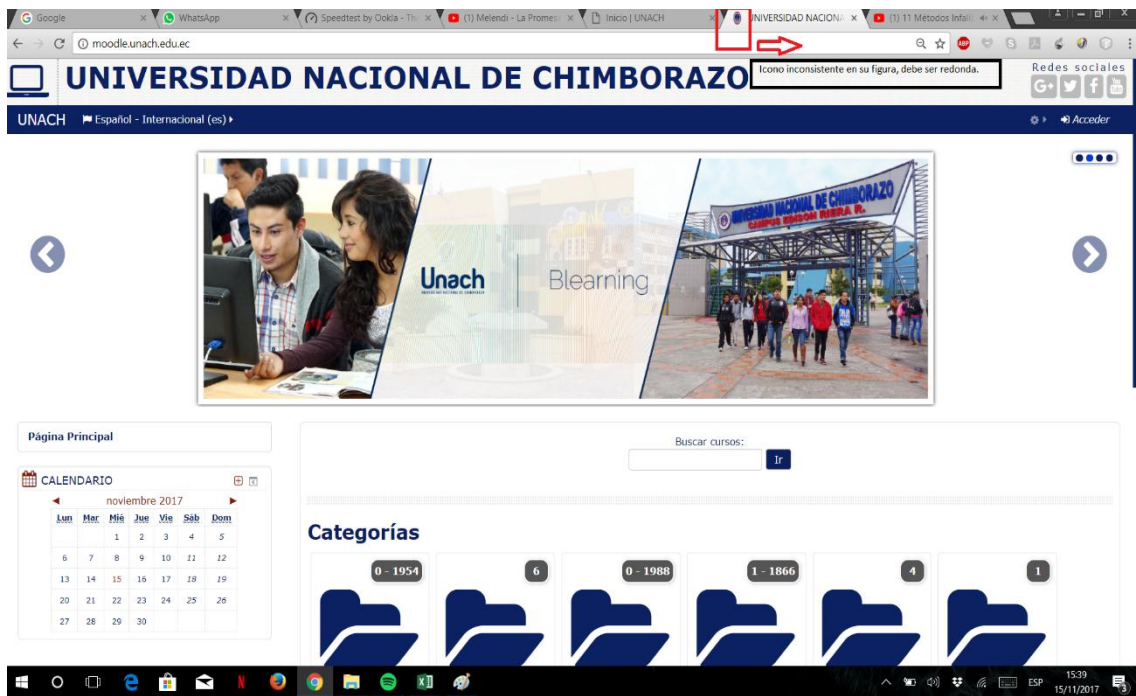 Google
WhatsApp
Speedtest by Ookla - Th
(1) Melendi - La Promes
Inicio | UNACH
UNIVERSIDAD NACIONA
(1) 11 Métodos Infali
moodle.unach.edu.ec
ABP
UNIVERSIDAD NACIONAL DE CHIMBORAZO
Icono inconsistente en su figura, debe ser redonda.
Redes sociales
G+
UNACH
Español - Internacional (es)
Acceder
UNIVERSIDAD NACIONAL DE CHIMBORAZO
CAMPUS EDISON RIERA R.
Unach
Blearning
Página Principal
Buscar cursos:
Ir
CALENDARIO
noviembre 2017
Lun Mar Mié Jue Vie Sáb Dom
1 2 3 4 5
6 7 8 9 10 11 12
13 14 15 16 17 18 19
20 21 22 23 24 25 26
27 28 29 30
Categorías
0 - 1954
6
0 - 1988
1 - 1866
4
1
ESP
15:39
15/11/2017